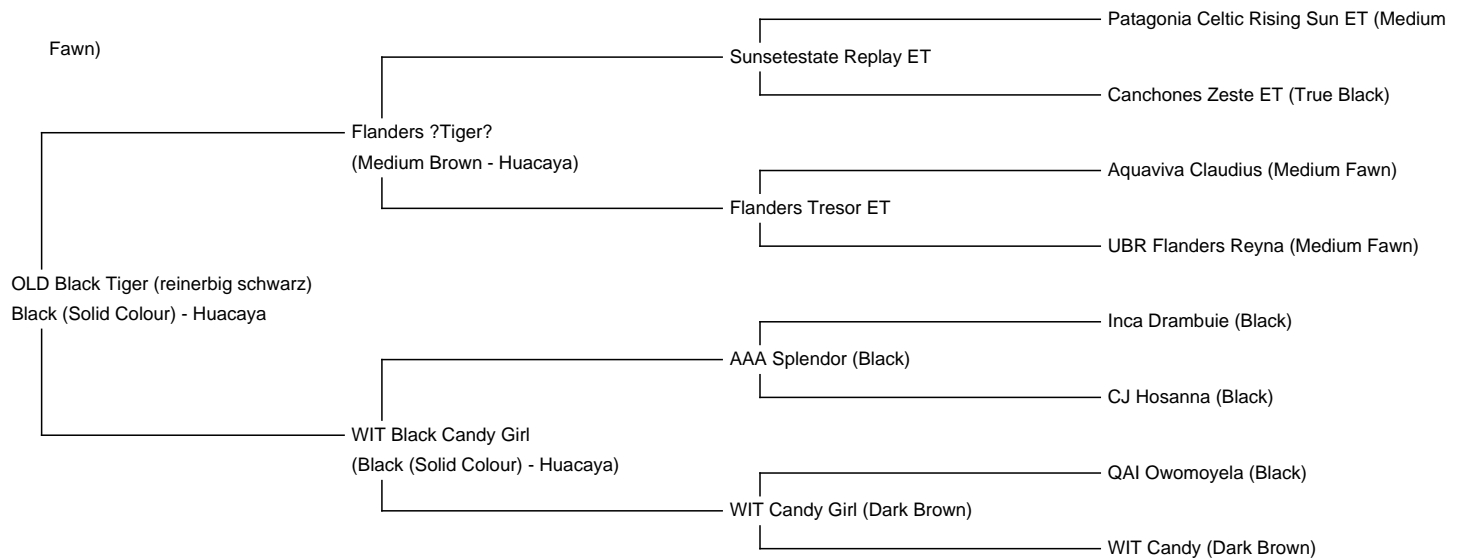 Patagonia Celtic Rising Sun ET (Medium
Fawn)
Sunsetestate Replay ET
Canchones Zeste ET (True Black)
Flanders ?Tiger?
(Medium Brown - Huacaya)
Aquaviva Claudius (Medium Fawn)
Flanders Tresor ET
UBR Flanders Reyna (Medium Fawn)
OLD Black Tiger (reinerbig schwarz)
Black (Solid Colour) - Huacaya
Inca Drambuie (Black)
AAA Splendor (Black)
CJ Hosanna (Black)
WIT Black Candy Girl
(Black (Solid Colour) - Huacaya)
QAI Owomoyela (Black)
WIT Candy Girl (Dark Brown)
WIT Candy (Dark Brown)